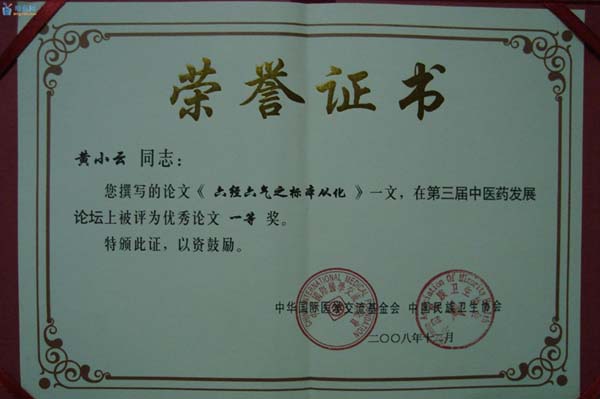 荣誉证书
黄小云 同志：
您撰写的论文《 六经六气之标本从化 》一文，在第三届中医药发展
论坛上被评为优秀论文 一等 奖。
特颁此证，以资鼓励。
中华国际医学交流基金会 中国民族卫生协会
二〇〇八年十二月